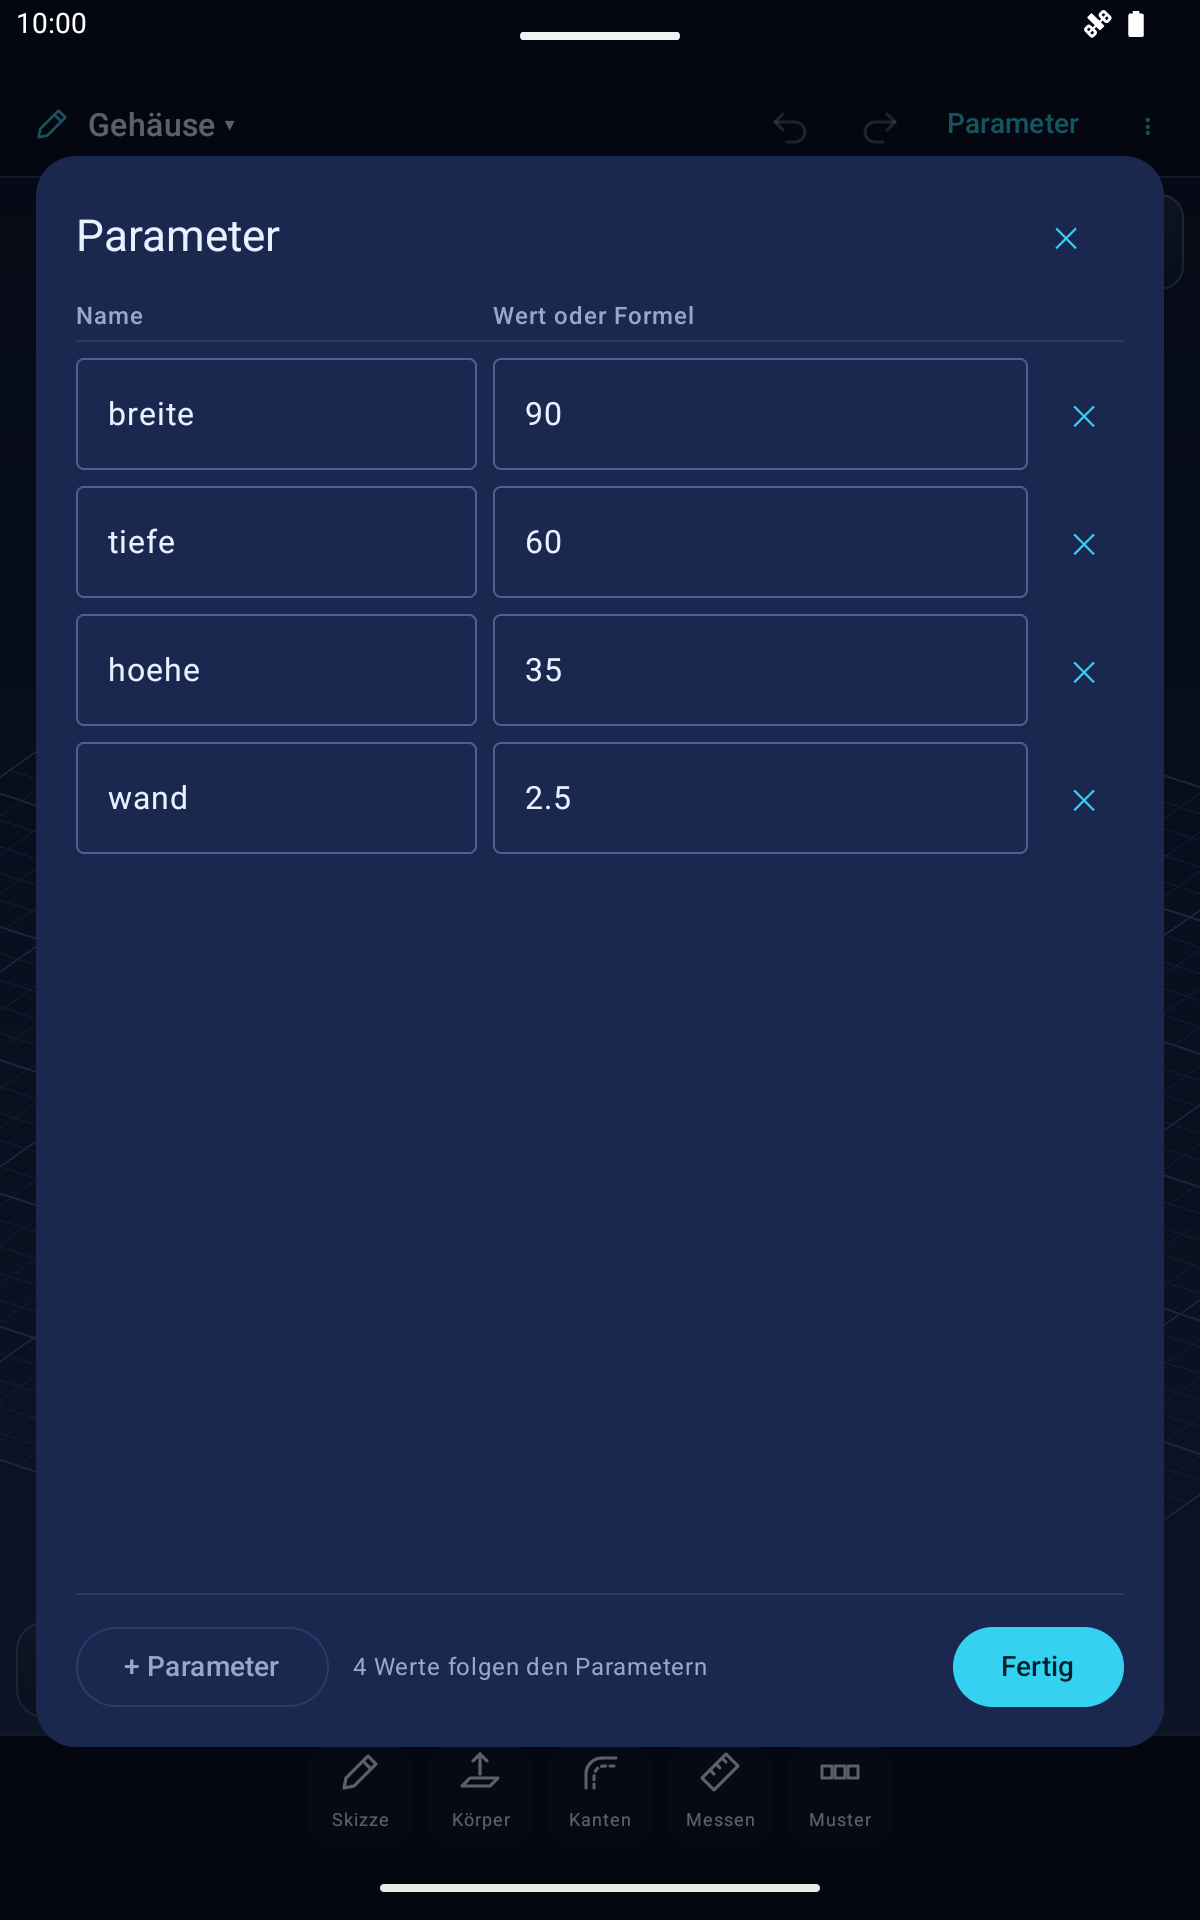 10:00
Gehäuse ▾
Parameter
Parameter
Name
Wert oder Formel
breite
90
tiefe
60
hoehe
35
wand
2.5
+ Parameter
4 Werte folgen den Parametern
Fertig
Skizze
Körper
Kanten
Messen
Muster